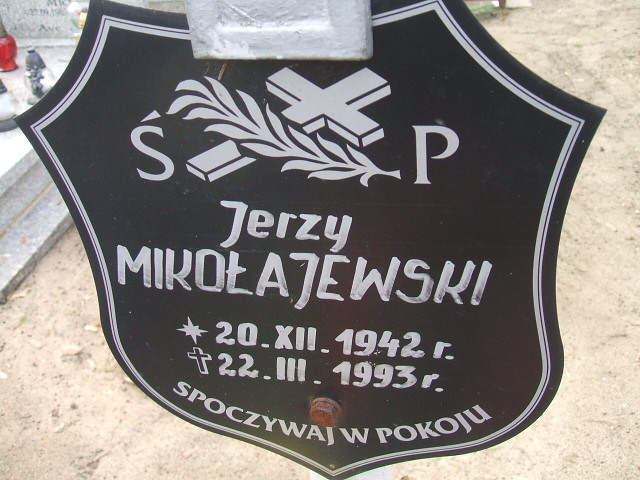 Ś P
Jerzy
MIKOŁAJEWSKI
20.XII.1942 r.
22.III.1993 r.
SPOCZYWAJ W POKOJU